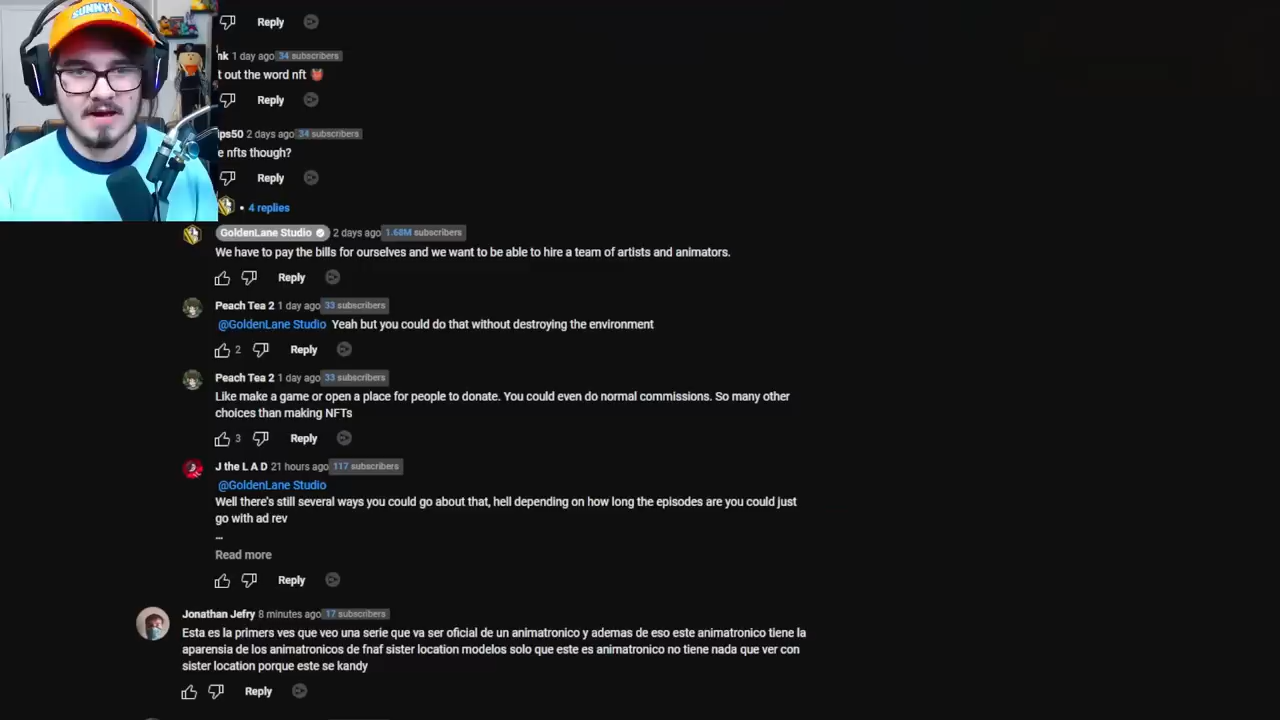 SUNNY
Reply
nk 1 day ago 34 subscribers
t out the word nft
Reply
ips50 2 days ago 34 subscribers
e nfts though?
Reply
• 4 replies
GoldenLane Studio 2 days ago 1.68M subscribers
We have to pay the bills for ourselves and we want to be able to hire a team of artists and animators.
Reply
Peach Tea 2 1 day ago 33 subscribers
@GoldenLane Studio Yeah but you could do that without destroying the environment
2 Reply
Peach Tea 2 1 day ago 33 subscribers
Like make a game or open a place for people to donate. You could even do normal commissions. So many other
choices than making NFTs
3 Reply
J the L A D 21 hours ago 117 subscribers
@GoldenLane Studio
Well there's still several ways you could go about that, hell depending on how long the episodes are you could just
go with ad rev
...
Read more
Reply
Jonathan Jefry 8 minutes ago 17 subscribers
Esta es la primers ves que veo una serie que va ser oficial de un animatronico y ademas de eso este animatronico tiene la
aparensia de los animatronicos de fnaf sister location modelos solo que este es animatronico no tiene nada que ver con
sister location porque este se kandy
Reply